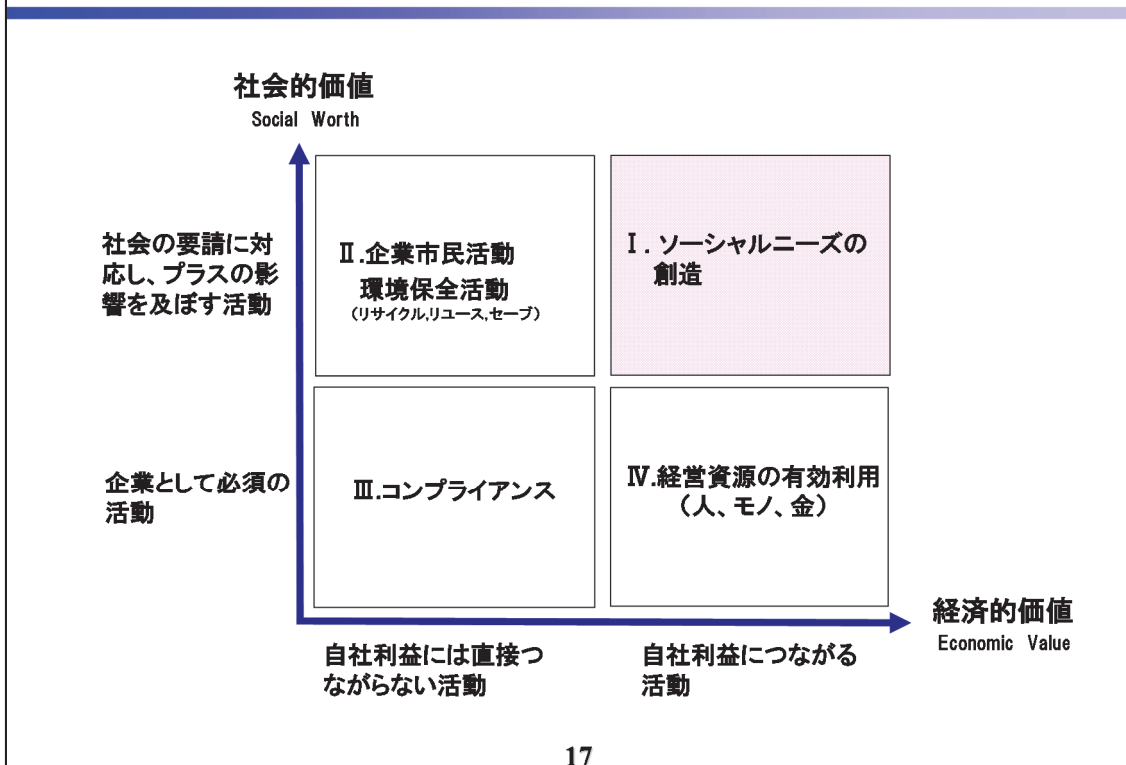 社会的価値
Social Worth
社会の要請に対
応し、プラスの影
響を及ぼす活動
Ⅱ.企業市民活動
環境保全活動
(リサイクル,リユース,セーブ)
Ⅰ. ソーシャルニーズの
創造
企業として必須の
活動
Ⅲ.コンプライアンス
Ⅳ.経営資源の有効利用
(人、モノ、金)
経済的価値
Economic Value
自社利益には直接つ
ながらない活動
自社利益につながる
活動
17